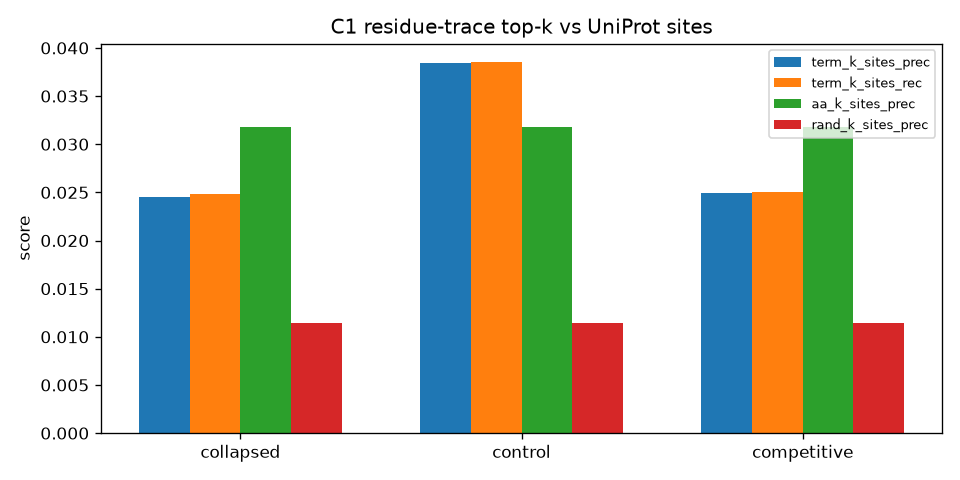 C1 residue-trace top-k vs UniProt sites
term_k_sites_prec
term_k_sites_rec
aa_k_sites_prec
rand_k_sites_prec
score
0.040
0.035
0.030
0.025
0.020
0.015
0.010
0.005
0.000
collapsed
control
competitive